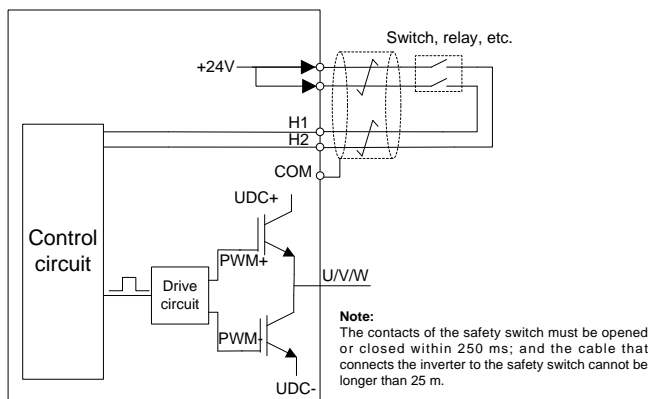 Switch, relay, etc.
+24V
H1
H2
COM
UDC+
Control
circuit
PWM+
Drive
circuit
U/V/W
PWM-
UDC-
Note:
The contacts of the safety switch must be opened
or closed within 250 ms; and the cable that
connects the inverter to the safety switch cannot be
longer than 25 m.